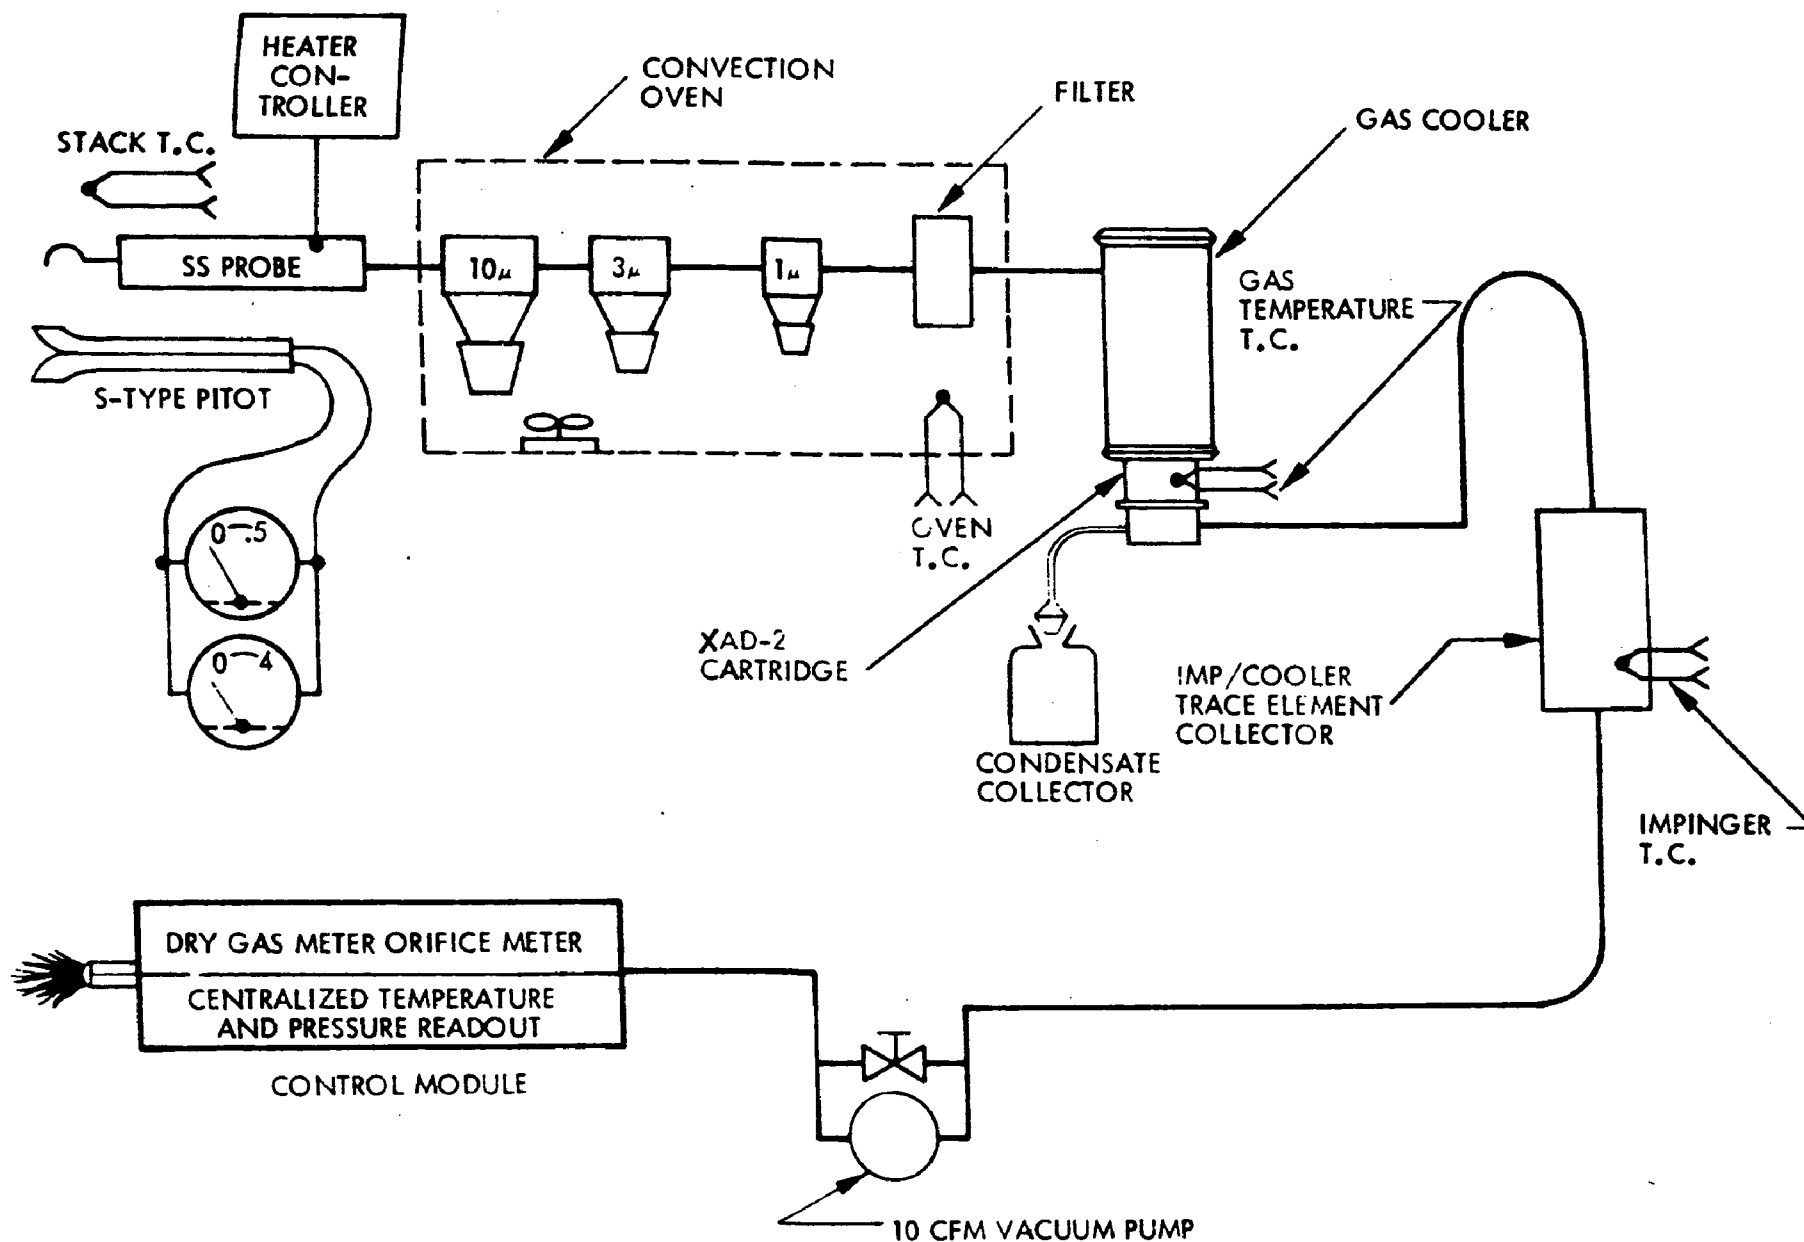 HEATER
CON-
TROLLER
STACK T.C.
CONVECTION
OVEN
FILTER
GAS COOLER
SS PROBE
10μ
3μ
1μ
GAS
TEMPERATURE
T.C.
S-TYPE PITOT
OVEN
T.C.
0 .5
0 4
XAD-2
CARTRIDGE
IMP/COOLER
TRACE ELEMENT
COLLECTOR
CONDENSATE
COLLECTOR
IMPINGER
T.C.
DRY GAS METER ORIFICE METER
CENTRALIZED TEMPERATURE
AND PRESSURE READOUT
CONTROL MODULE
10 CFM VACUUM PUMP